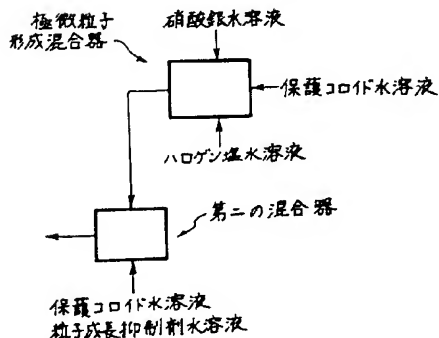 極微粒子
形成混合器
硝酸銀水溶液
保護コロイド水溶液
ハロゲン塩水溶液
第二の混合器
保護コロイド水溶液
粒子成長抑制剤水溶液